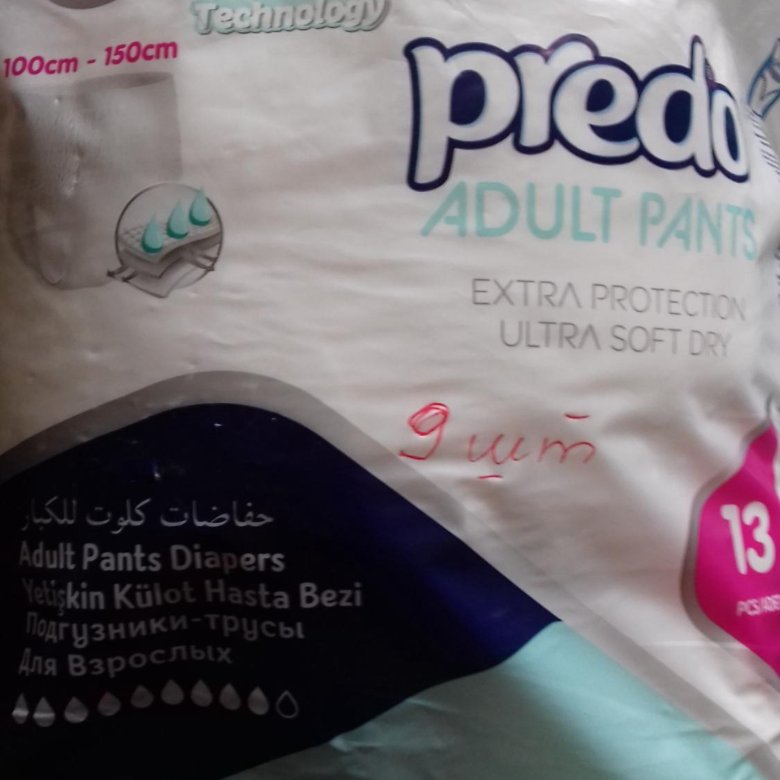 Technology
100cm - 150cm
predo
ADULT PANTS
EXTRA PROTECTION
ULTRA SOFT DRY
9 шт
13
PCS/
حفاضات كلوت للكبار
Adult Pants Diapers
Yetişkin Külot Hasta Bezi
Подгузники-трусы
Для Взрослых